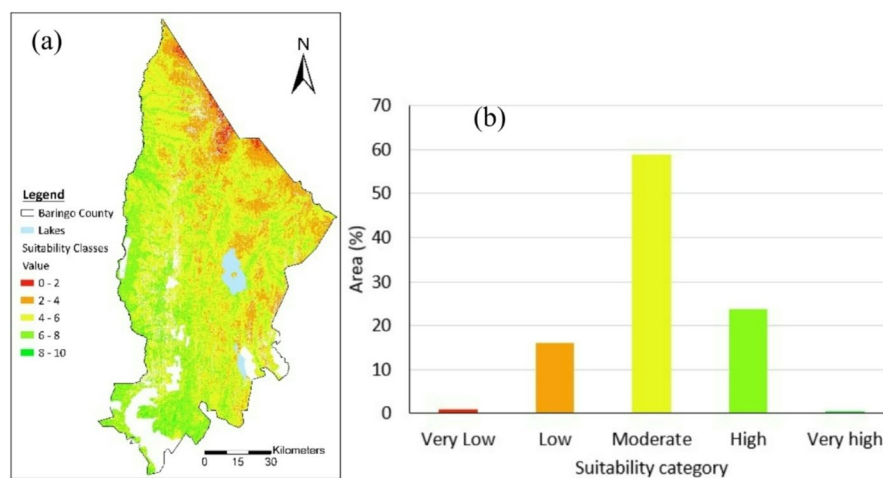 (a)
N
Legend
Baringo County
Lakes
Suitability Classes
Value
0 - 2
2 - 4
4 - 6
6 - 8
8 - 10
Kilometers
0 15 30
(b)
70
60
50
40
30
20
10
0
Area (%)
Very Low Low Moderate High Very high
Suitability category